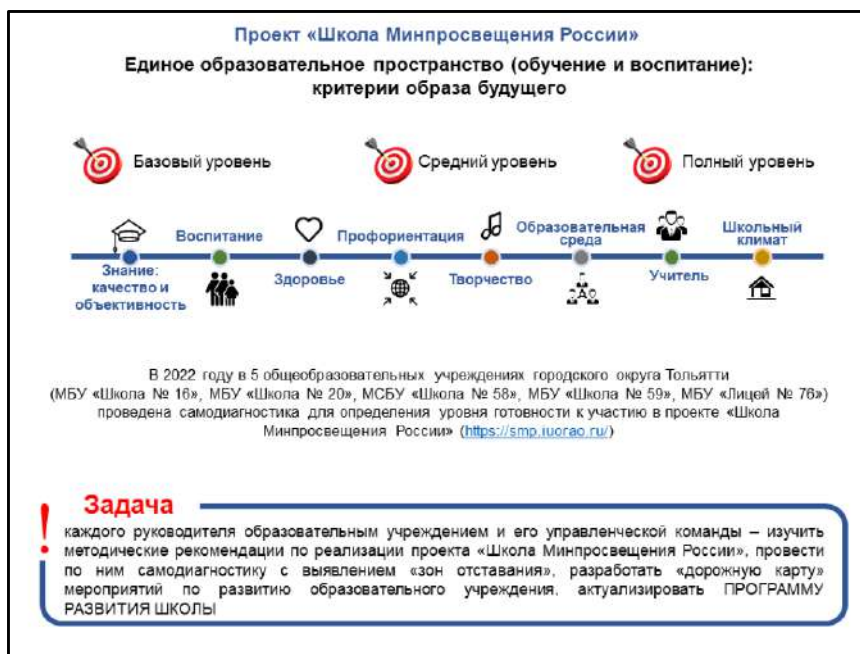 Проект «Школа Минпросвещения России»
Единое образовательное пространство (обучение и воспитание):
критерии образа будущего
Базовый уровень
Средний уровень
Полный уровень
Знание:
качество и
объективность
Воспитание
Здоровье
Профориентация
Творчество
Образовательная
среда
Учитель
Школьный
климат
В 2022 году в 5 общеобразовательных учреждениях городского округа Тольятти
(МБУ «Школа № 16», МБУ «Школа № 20», МСБУ «Школа № 58», МБУ «Школа № 59», МБУ «Лицей № 76»)
проведена самодиагностика для определения уровня готовности к участию в проекте «Школа
Минпросвещения России» (https://smp.iuorao.ru/)
! Задача
каждого руководителя образовательным учреждением и его управленческой команды – изучить
методические рекомендации по реализации проекта «Школа Минпросвещения России», провести
по ним самодиагностику с выявлением «зон отставания», разработать «дорожную карту»
мероприятий по развитию образовательного учреждения, актуализировать ПРОГРАММУ
РАЗВИТИЯ ШКОЛЫ